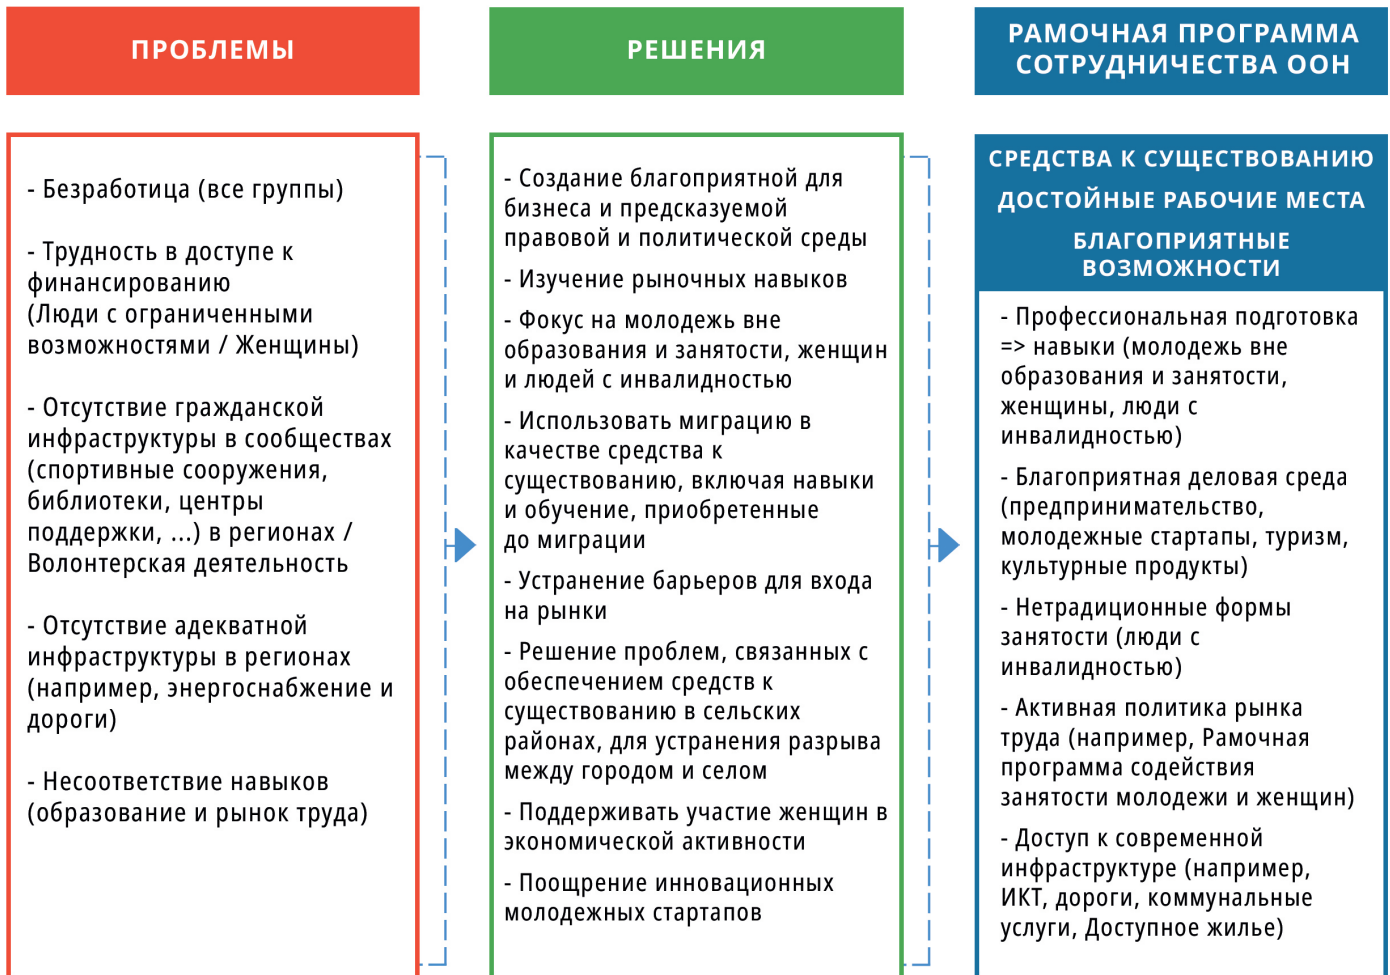 ПРОБЛЕМЫ
- Безработица (все группы)
- Трудность в доступе к
финансированию
(Люди с ограниченными
возможностями / Женщины)
- Отсутствие гражданской
инфраструктуры в сообществах
(спортивные сооружения,
библиотеки, центры
поддержки, ...) в регионах /
Волонтерская деятельность
- Отсутствие адекватной
инфраструктуры в регионах
(например, энергоснабжение и
дороги)
- Несоответствие навыков
(образование и рынок труда)
РЕШЕНИЯ
- Создание благоприятной для
бизнеса и предсказуемой
правовой и политической среды
- Изучение рыночных навыков
- Фокус на молодежь вне
образования и занятости, женщин
и людей с инвалидностью
- Использовать миграцию в
качестве средства к
существованию, включая навыки
и обучение, приобретенные
до миграции
- Устранение барьеров для входа
на рынки
- Решение проблем, связанных с
обеспечением средств к
существованию в сельских
районах, для устранения разрыва
между городом и селом
- Поддерживать участие женщин в
экономической активности
- Поощрение инновационных
молодежных стартапов
РАМОЧНАЯ ПРОГРАММА
СОТРУДНИЧЕСТВА ООН
СРЕДСТВА К СУЩЕСТВОВАНИЮ
ДОСТОЙНЫЕ РАБОЧИЕ МЕСТА
БЛАГОПРИЯТНЫЕ
ВОЗМОЖНОСТИ
- Профессиональная подготовка
=> навыки (молодежь вне
образования и занятости,
женщины, люди с
инвалидностью)
- Благоприятная деловая среда
(предпринимательство,
молодежные стартапы, туризм,
культурные продукты)
- Нетрадиционные формы
занятости (люди с
инвалидностью)
- Активная политика рынка
труда (например, Рамочная
программа содействия
занятости молодежи и женщин)
- Доступ к современной
инфраструктуре (например,
ИКТ, дороги, коммунальные
услуги, Доступное жилье)